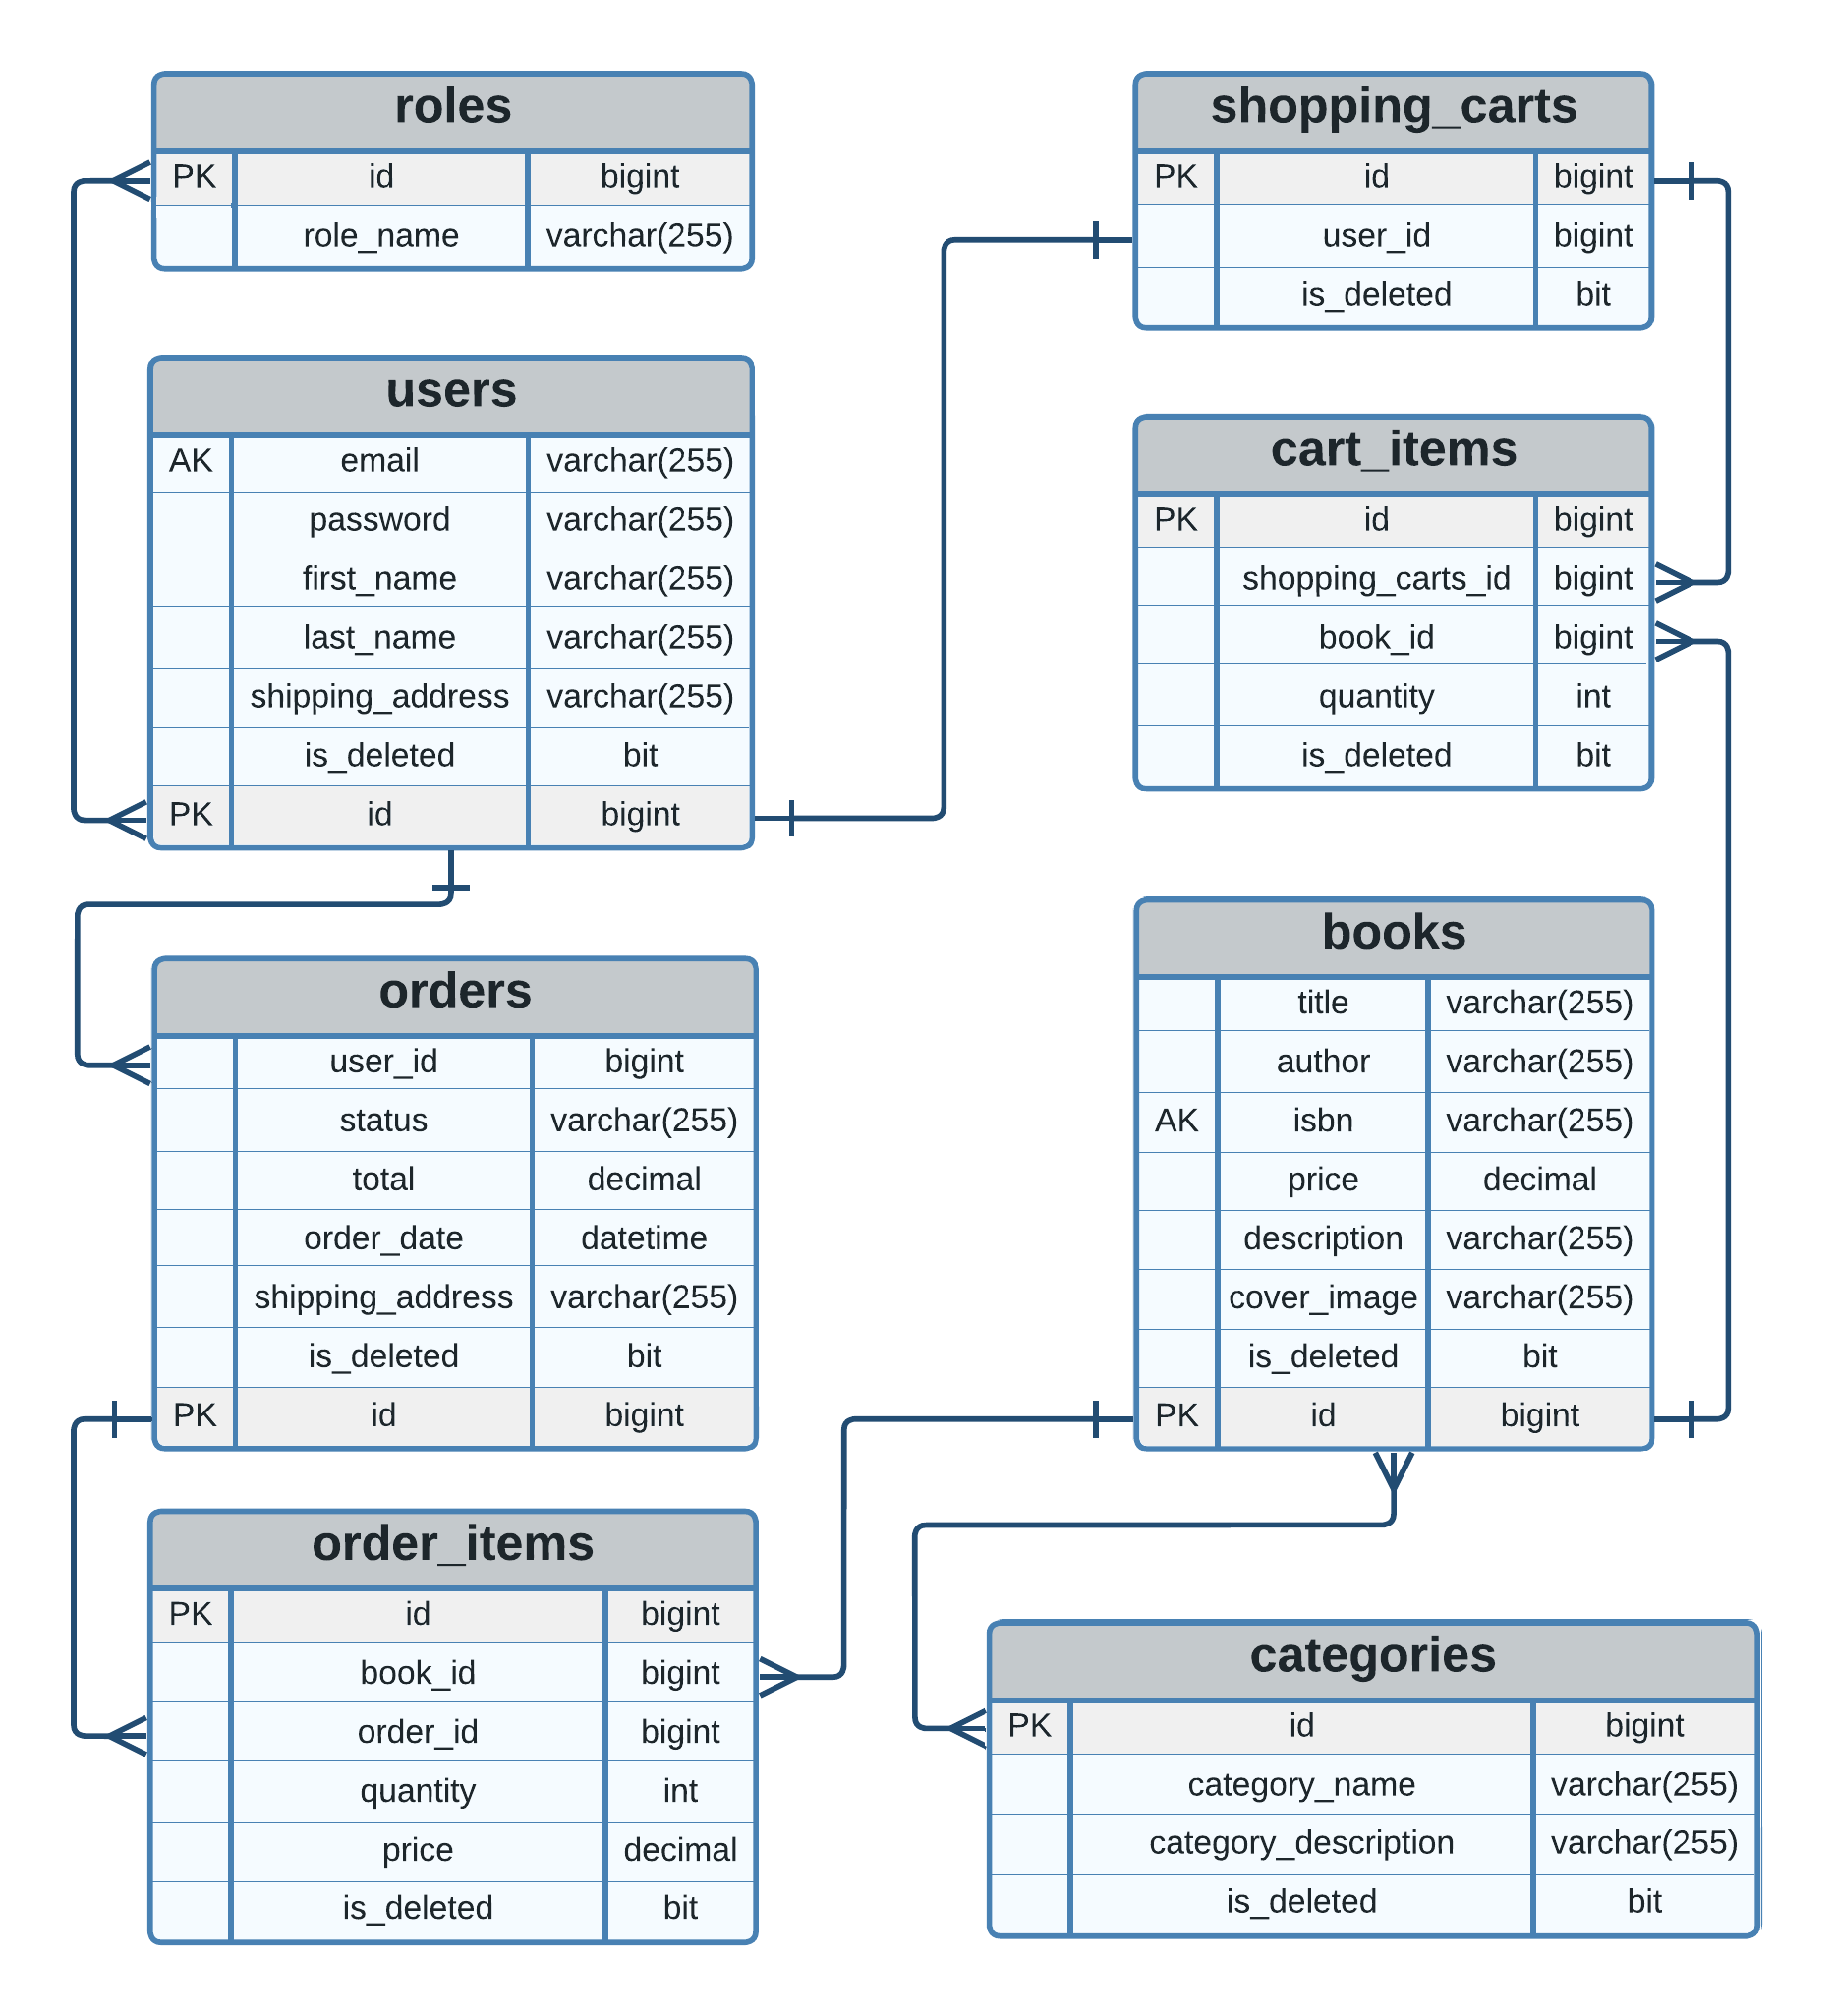 roles
PK id bigint
role_name varchar(255)
users
AK email varchar(255)
password varchar(255)
first_name varchar(255)
last_name varchar(255)
shipping_address varchar(255)
is_deleted bit
PK id bigint
orders
user_id bigint
status varchar(255)
total decimal
order_date datetime
shipping_address varchar(255)
is_deleted bit
PK id bigint
order_items
PK id bigint
book_id bigint
order_id bigint
quantity int
price decimal
is_deleted bit
shopping_carts
PK id bigint
user_id bigint
is_deleted bit
cart_items
PK id bigint
shopping_carts_id bigint
book_id bigint
quantity int
is_deleted bit
books
title varchar(255)
author varchar(255)
AK isbn varchar(255)
price decimal
description varchar(255)
cover_image varchar(255)
is_deleted bit
PK id bigint
categories
PK id bigint
category_name varchar(255)
category_description varchar(255)
is_deleted bit